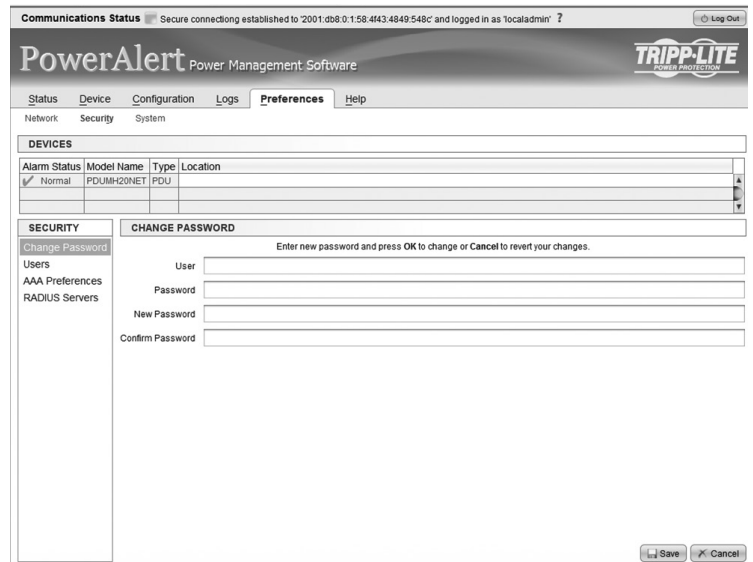 Communications Status Secure connectiong established to '2001:db8:0:1:58:4f43:4849:548c' and logged in as 'localadmin' ? Log Out
PowerAlert Power Management Software
TRIPP·LITE
POWER PROTECTION
Status Device Configuration Logs Preferences Help
Network Security System
DEVICES
Alarm Status Model Name Type Location
Normal PDUMH20NET PDU
SECURITY
CHANGE PASSWORD
Change Password
Users
AAA Preferences
RADIUS Servers
Enter new password and press OK to change or Cancel to revert your changes.
User
Password
New Password
Confirm Password
Save Cancel